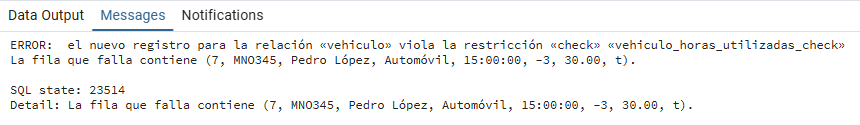 Data Output Messages Notifications
ERROR:  el nuevo registro para la relación «vehiculo» viola la restricción «check» «vehiculo_horas_utilizadas_check»
La fila que falla contiene (7, MNO345, Pedro López, Automóvil, 15:00:00, -3, 30.00, t).
SQL state: 23514
Detail: La fila que falla contiene (7, MNO345, Pedro López, Automóvil, 15:00:00, -3, 30.00, t).